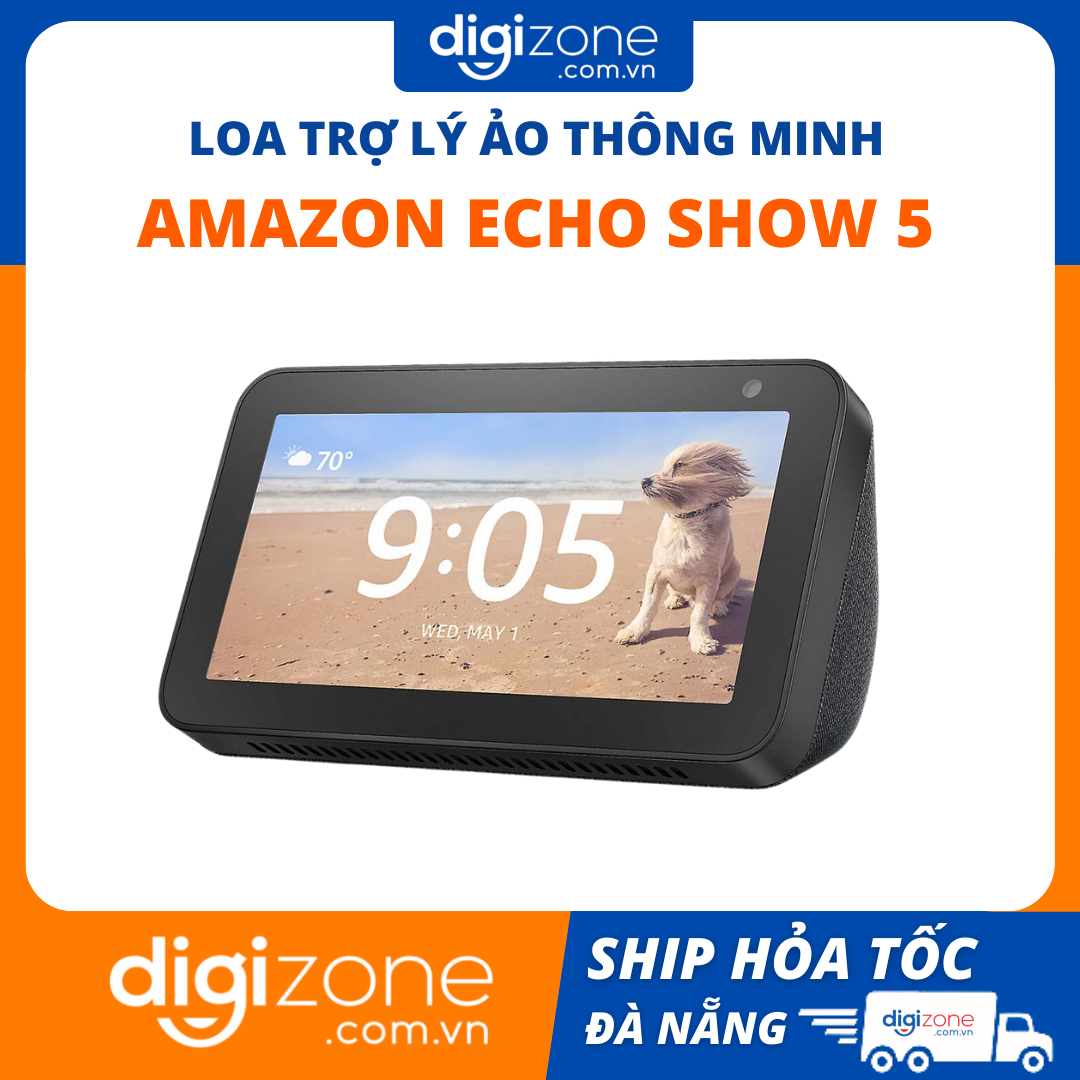 digizone
.com.vn
LOA TRỢ LÝ ẢO THÔNG MINH
AMAZON ECHO SHOW 5
70°
9:05
WED, MAY 1
digizone
.com.vn
SHIP HỎA TỐC
ĐÀ NẴNG
digizone
.com.vn